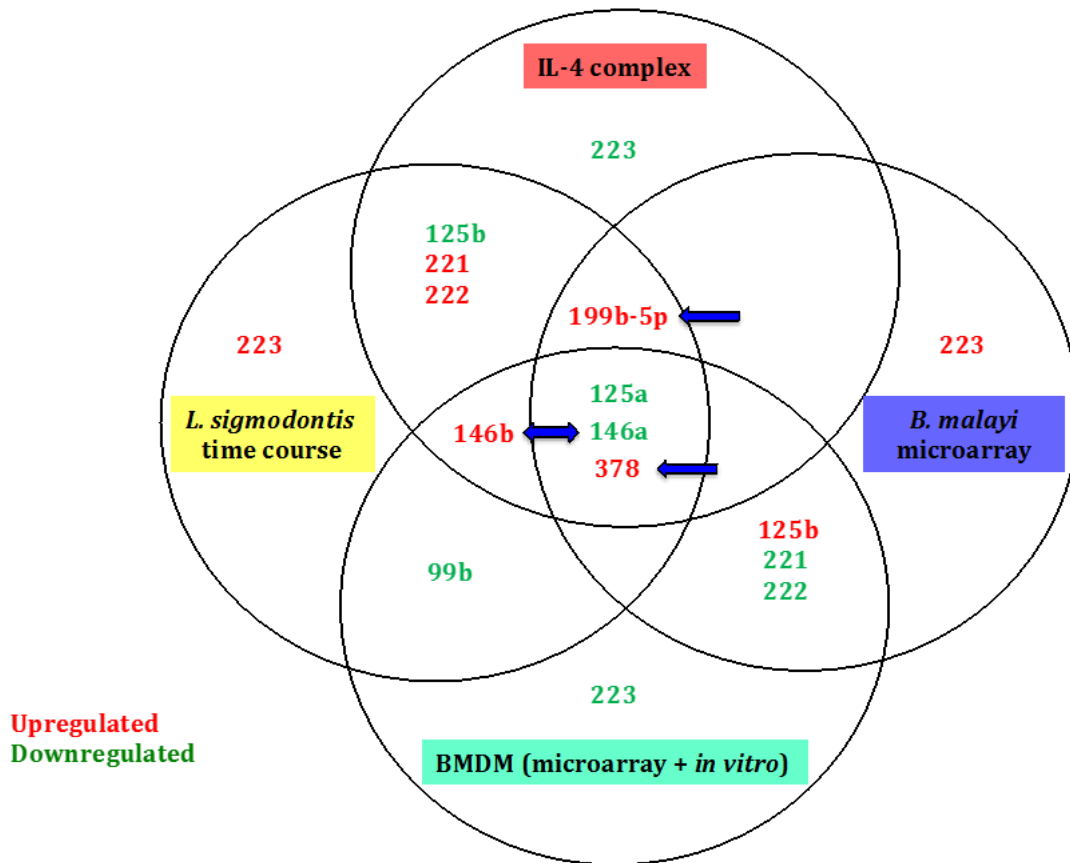 IL-4 complex
223
125b
221
222
199b-5p
223
223
L. sigmodontis
time course
125a
146b
146a
378
B. malayi
microarray
125b
221
222
99b
223
Upregulated
Downregulated
BMDM (microarray + in vitro)